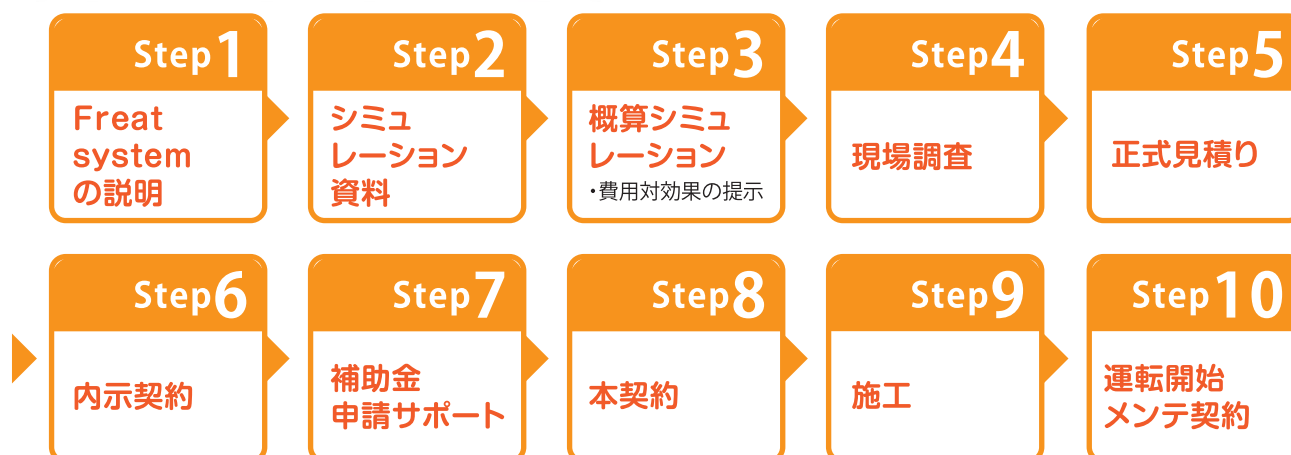 Step1
Freat
system
の説明
Step2
シミュ
レーション
資料
Step3
概算シミュ
レーション
・費用対効果の提示
Step4
現場調査
Step5
正式見積り
Step6
内示契約
Step7
補助金
申請サポート
Step8
本契約
Step9
施工
Step10
運転開始
メンテ契約